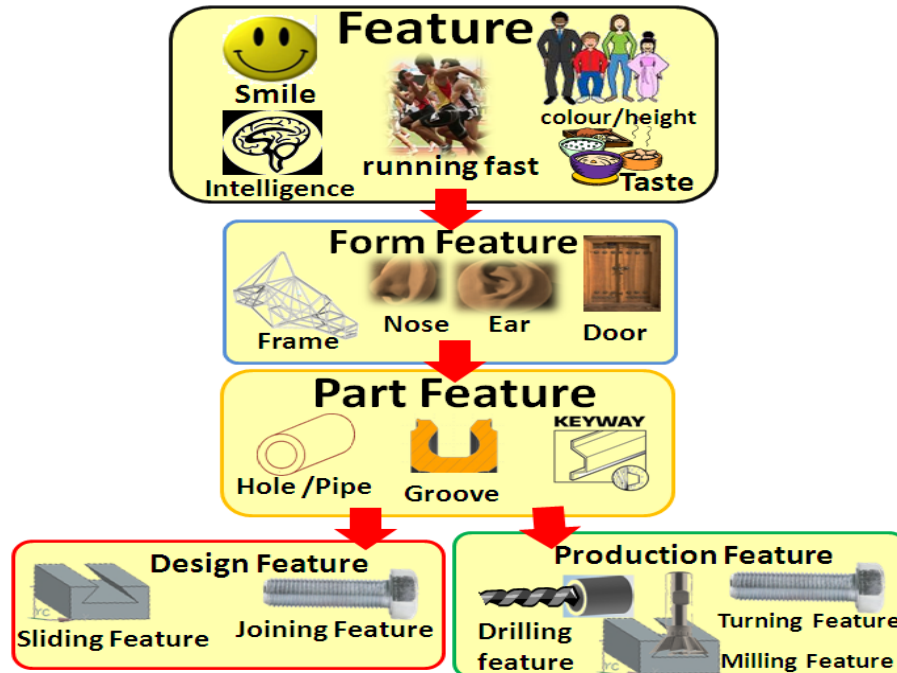 Feature
Smile
colour/height
Intelligence
running fast
Taste
Form Feature
Frame
Nose
Ear
Door
Part Feature
KEYWAY
Hole /Pipe
Groove
Design Feature
YC
Sliding Feature
Joining Feature
Production Feature
Drilling
feature
Turning Feature
Milling Feature